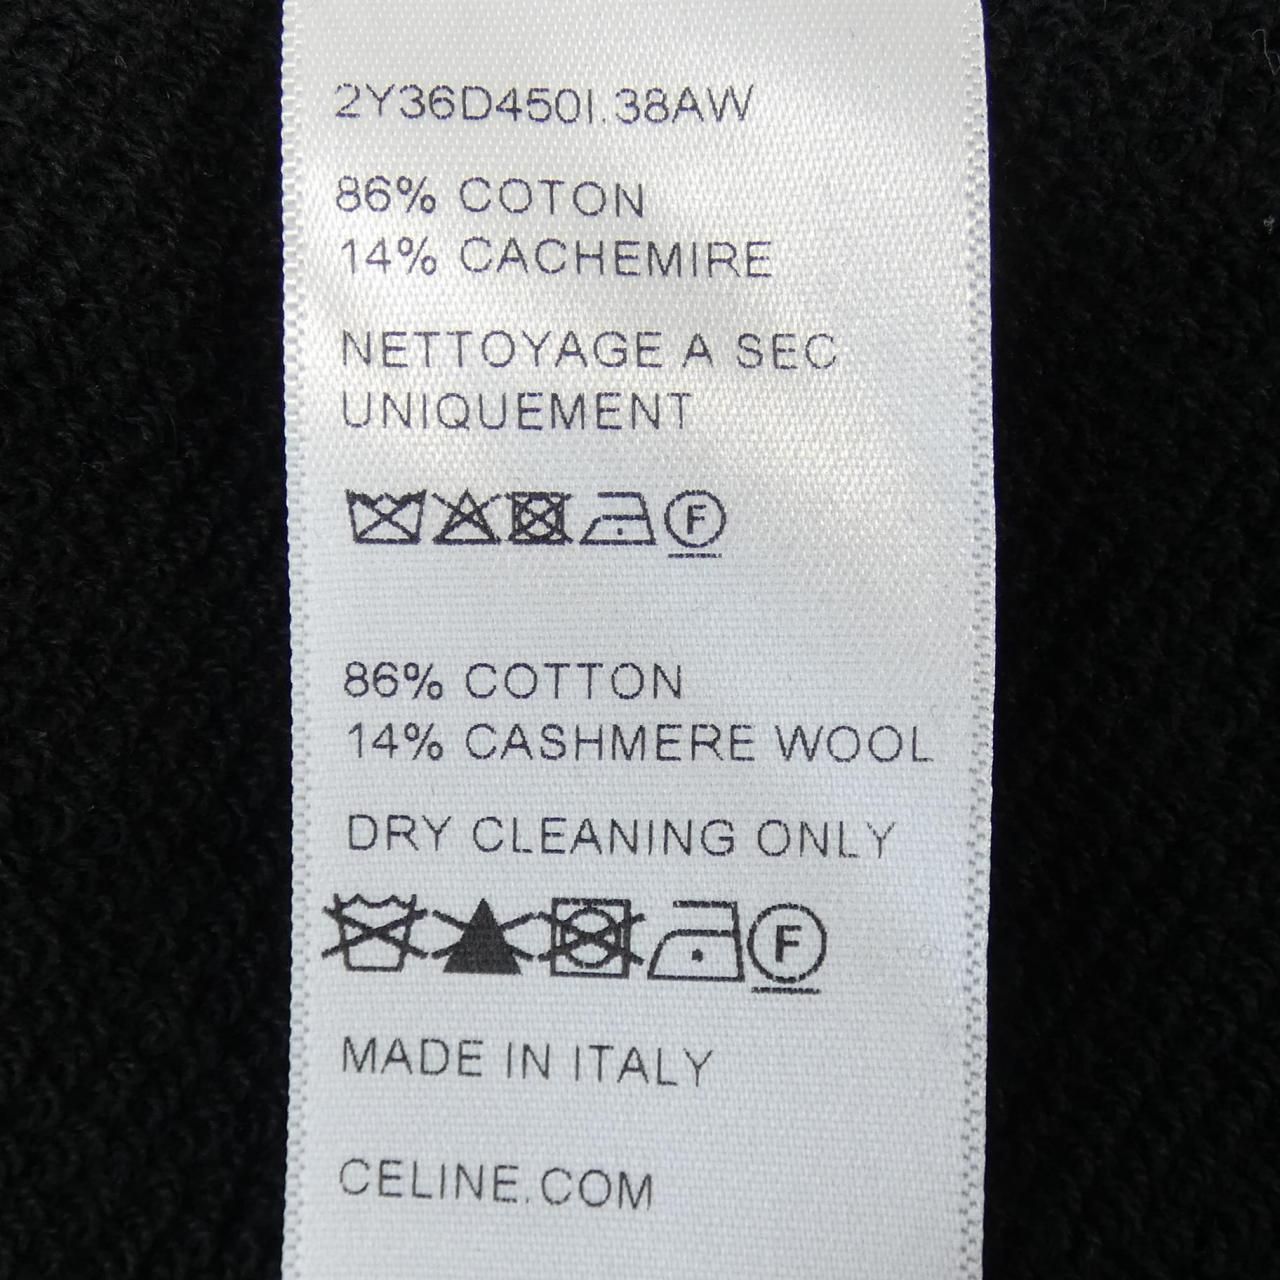 2Y36D450I.38AW
86% COTON
14% CACHEMIRE
NETTOYAGE A SEC
UNIQUEMENT
F
86% COTTON
14% CASHMERE WOOL
DRY CLEANING ONLY
F
MADE IN ITALY
CELINE.COM